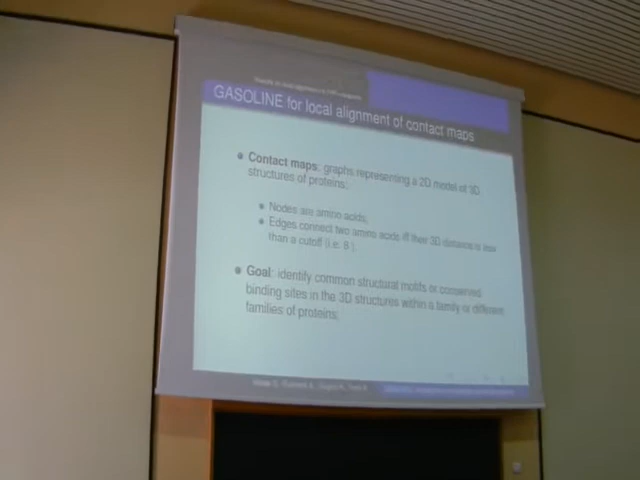 GASOLINE for local alignment of contact maps
Contact maps: graphs representing a 2D model of 3D
structures of proteins;
Nodes are amino acids;
Edges connect two amino acids iff their 3D distance is less
than a cutoff (i.e. 8 ).
Goal: identify common structural motifs or conserved
binding sites in the 3D structures within a family or different
families of proteins;